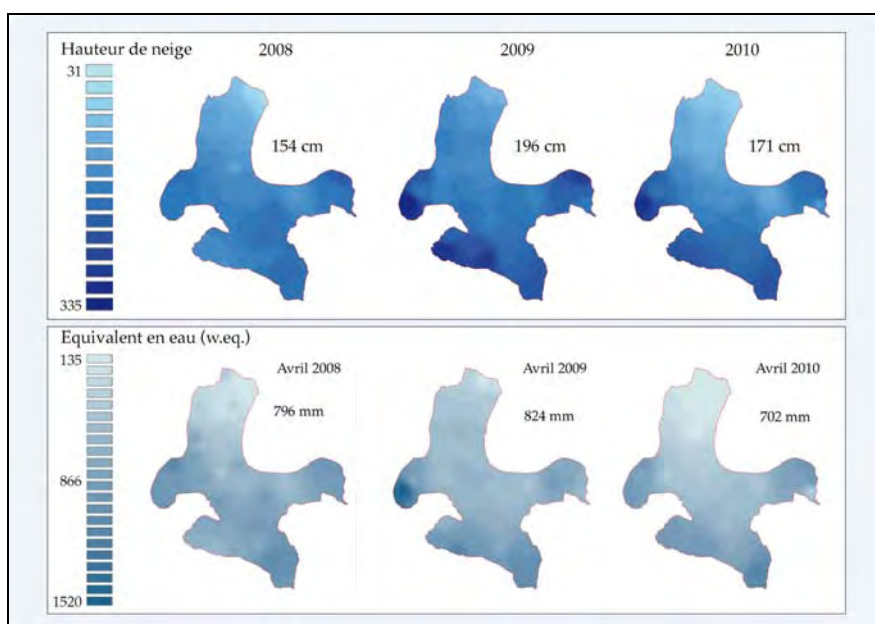 Hauteur de neige 2008 2009 2010
31
154 cm 196 cm 171 cm
335
Equivalent en eau (w.eq.)
135
Avril 2008 Avril 2009 Avril 2010
796 mm 824 mm 702 mm
866
1520